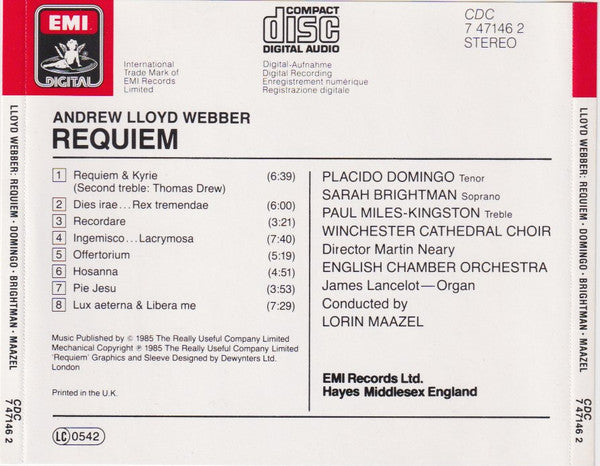 LLOYD WEBBER: REQUIEM · DOMINGO · BRIGHTMAN · MAAZEL
CDC
7 47146 2
EMI
DIGITAL
International
Trade Mark of
EMI Records
Limited
COMPACT
disc
DIGITAL AUDIO
Digital-Aufnahme
Digital Recording
Enregistrement numérique
Registrazione digitale
CDC
7 47146 2
STEREO
ANDREW LLOYD WEBBER
REQUIEM
1 Requiem & Kyrie (6:39)
(Second treble: Thomas Drew)
2 Dies irae...Rex tremendae (6:00)
3 Recordare (3:21)
4 Ingemisco...Lacrymosa (7:40)
5 Offertorium (5:19)
6 Hosanna (4:51)
7 Pie Jesu (3:53)
8 Lux aeterna & Libera me (7:29)
Music Published by © 1985 The Really Useful Company Limited
Mechanical Copyright ℗ 1985 The Really Useful Company Limited
'Requiem' Graphics and Sleeve Designed by Dewynters Ltd.
London
Printed in the U.K.
LC 0542
PLACIDO DOMINGO Tenor
SARAH BRIGHTMAN Soprano
PAUL MILES-KINGSTON Treble
WINCHESTER CATHEDRAL CHOIR
Director Martin Neary
ENGLISH CHAMBER ORCHESTRA
James Lancelot—Organ
Conducted by
LORIN MAAZEL
EMI Records Ltd.
Hayes Middlesex England
LLOYD WEBBER: REQUIEM · DOMINGO · BRIGHTMAN · MAAZEL
CDC
7 47146 2